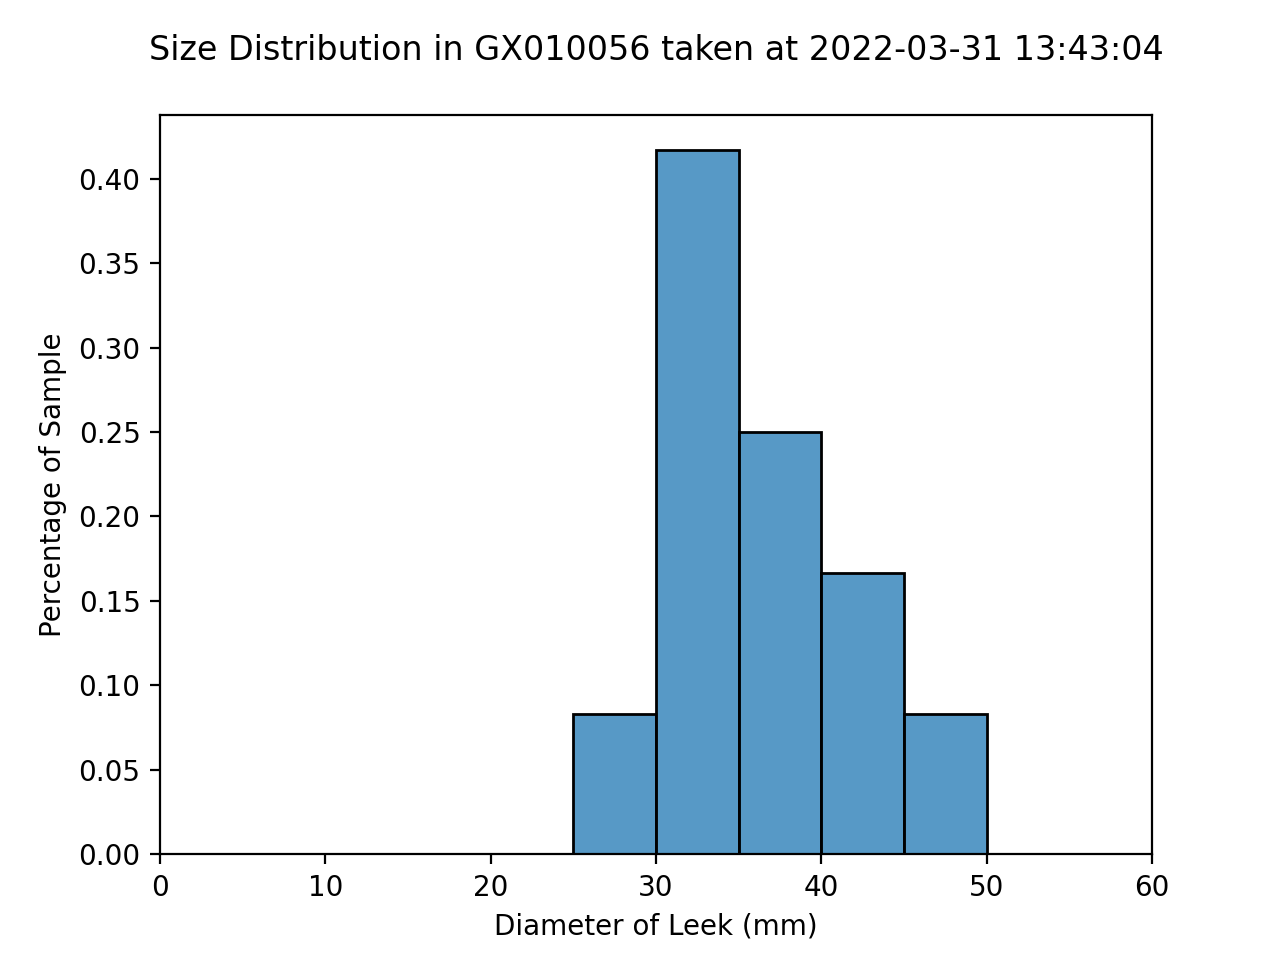 Size Distribution in GX010056 taken at 2022-03-31 13:43:04
0.40
0.35
0.30
0.25
0.20
0.15
0.10
0.05
0.00
Percentage of Sample
0 10 20 30 40 50 60
Diameter of Leek (mm)